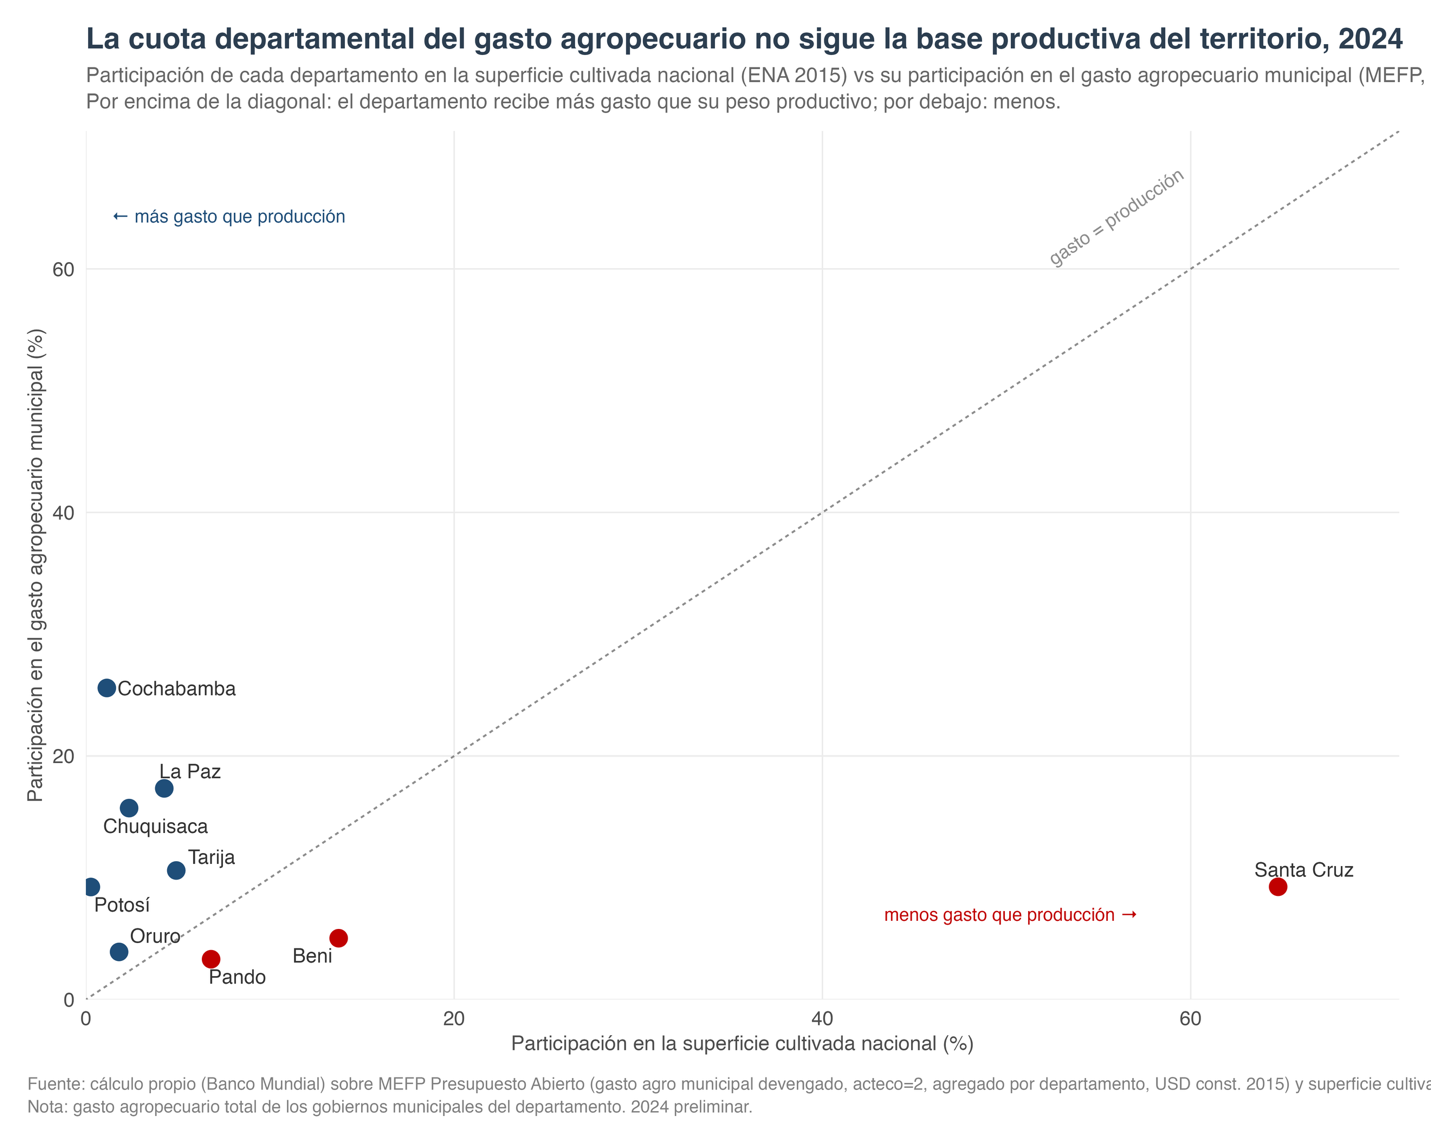 La cuota departamental del gasto agropecuario no sigue la base productiva del territorio, 2024
Participación de cada departamento en la superficie cultivada nacional (ENA 2015) vs su participación en el gasto agropecuario municipal (MEFP,
Por encima de la diagonal: el departamento recibe más gasto que su peso productivo; por debajo: menos.
gasto = producción
← más gasto que producción
60
40
Participación en el gasto agropecuario municipal (%)
Cochabamba
20
La Paz
Chuquisaca
Tarija
Santa Cruz
Potosí
menos gasto que producción →
Oruro
Beni
Pando
0
0 20 40 60
Participación en la superficie cultivada nacional (%)
Fuente: cálculo propio (Banco Mundial) sobre MEFP Presupuesto Abierto (gasto agro municipal devengado, acteco=2, agregado por departamento, USD const. 2015) y superficie
Nota: gasto agropecuario total de los gobiernos municipales del departamento. 2024 preliminar.